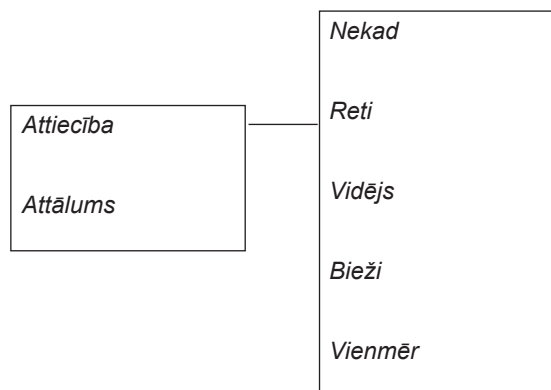 Attiecība
Attālums
Nekad
Reti
Vidējs
Bieži
Vienmēr